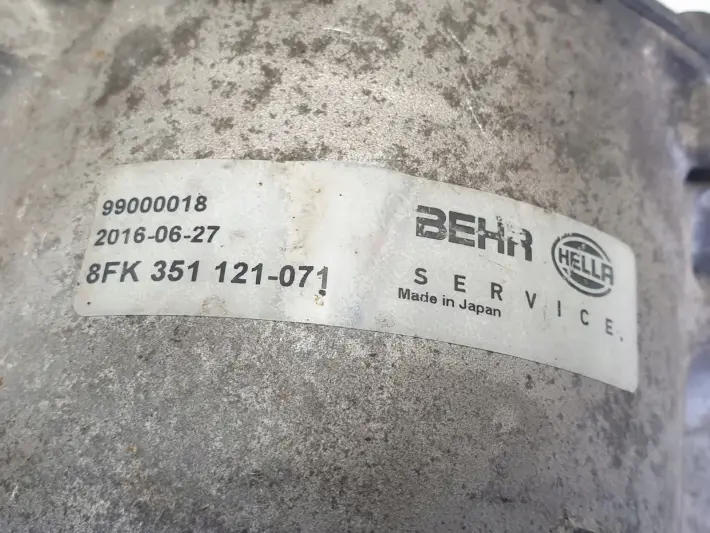 99000018
2016-06-27
8FK 351 121-071
BEHR HELLA
SERVICE.
Made in Japan